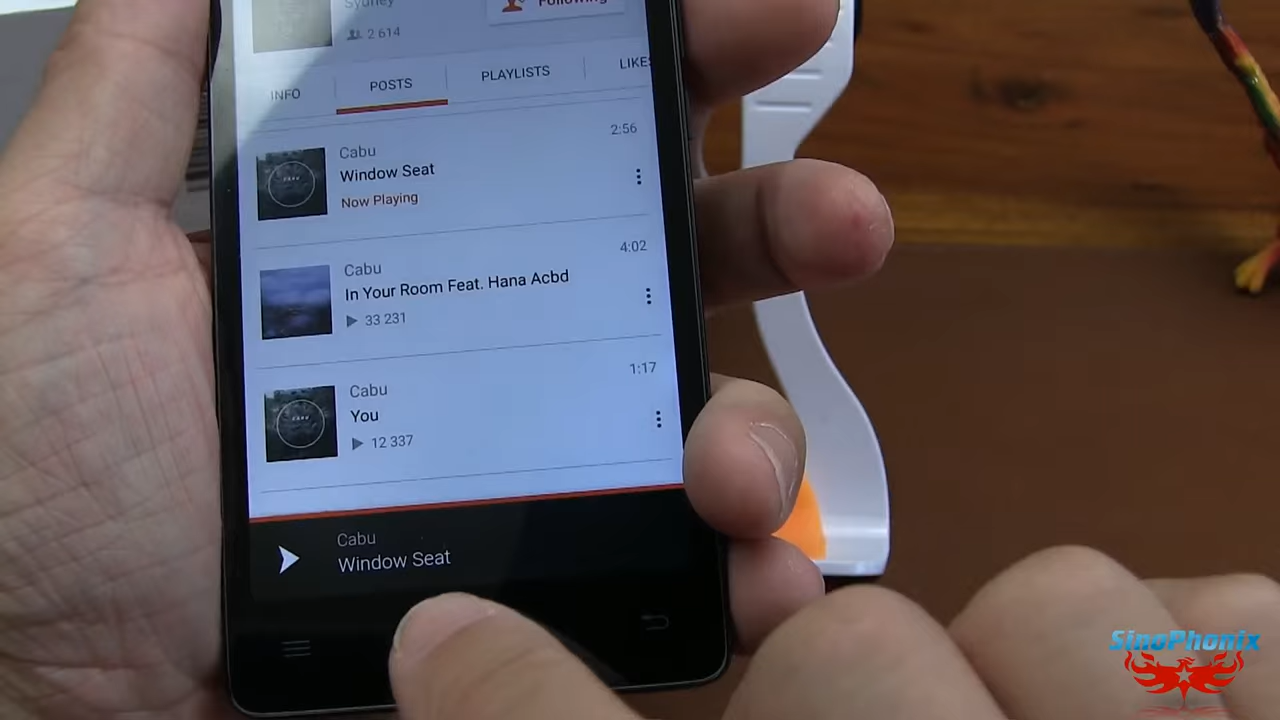 Sydney
2 614
Following
INFO
POSTS
PLAYLISTS
LIKES
2:56
Cabu
Window Seat
Now Playing
4:02
Cabu
In Your Room Feat. Hana Acbd
33 231
1:17
Cabu
You
12 337
Cabu
Window Seat
SinoPhonix